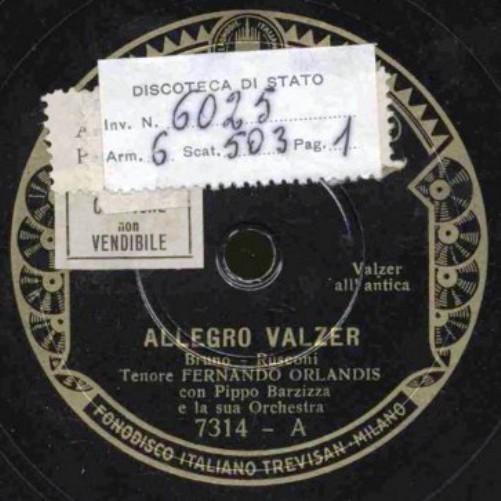 DISCOTECA DI STATO
Inv. N. 6025
Arm. 6 Scat. 503 Pag. 1
non
VENDIBILE
Valzer
all' antica
ALLEGRO VALZER
Bruno - Rusconi
Tenore FERNANDO ORLANDIS
con Pippo Barzizza
e la sua Orchestra
7314 - A
FONODISCO ITALIANO TREVISAN - MILANO